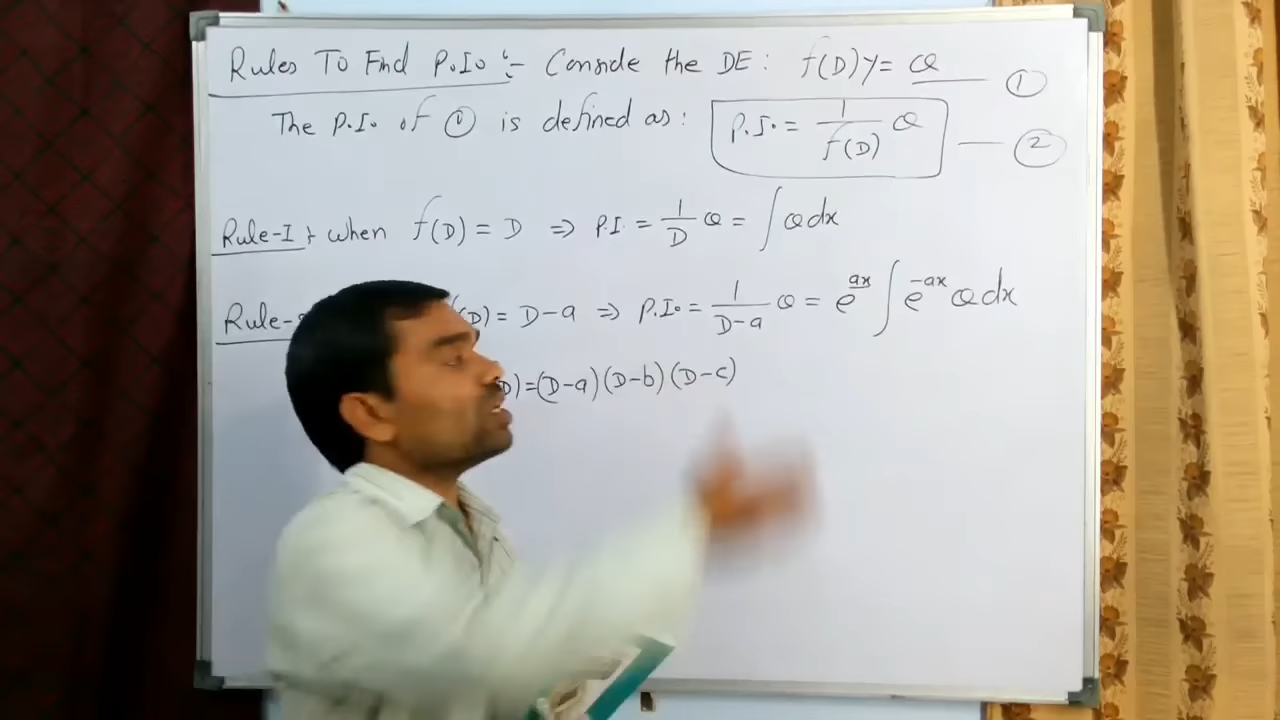 Rules To Find P.I. :- Conside the DE : f(D)y = Q —— ①
The P.I. of ① is defined as : P.I. = 1/f(D) Q —— ②
Rule-I : when f(D) = D ⇒ P.I. = 1/D Q = ∫ Q dx
Rule- (D) = D-a ⇒ P.I. = 1/(D-a) Q = e^{ax} ∫ e^{-ax} Q dx
D) = (D-a)(D-b)(D-c)